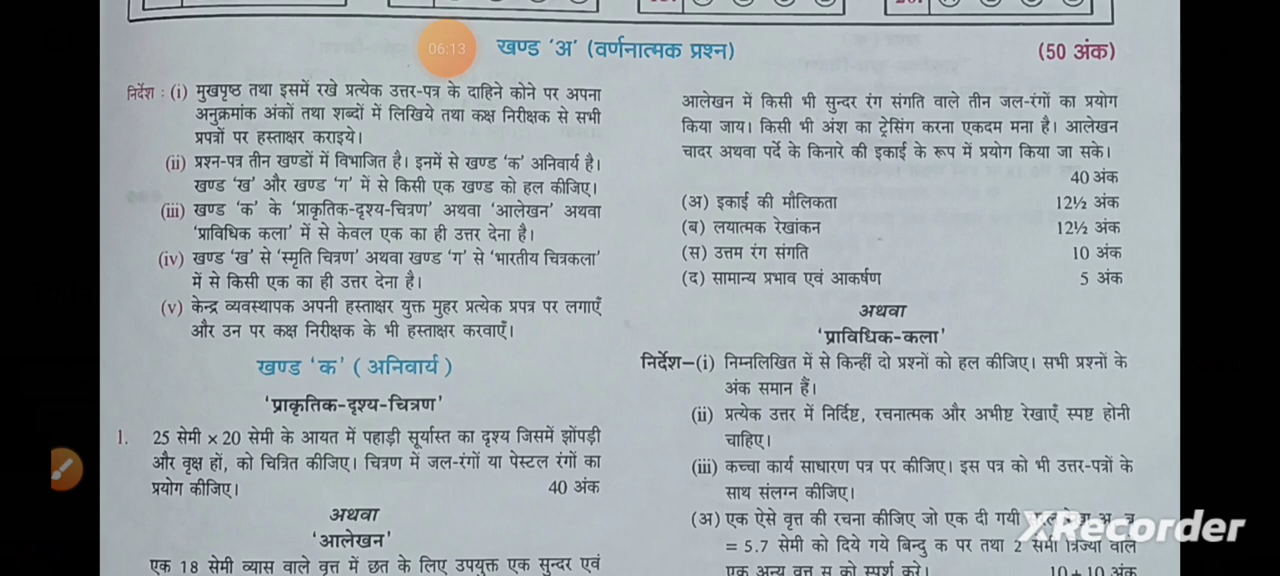 06:13
खण्ड 'अ' (वर्णनात्मक प्रश्न)
(50 अंक)
निर्देश : (i) मुखपृष्ठ तथा इसमें रखे प्रत्येक उत्तर-पत्र के दाहिने कोने पर अपना
अनुक्रमांक अंकों तथा शब्दों में लिखिये तथा कक्ष निरीक्षक से सभी
प्रपत्रों पर हस्ताक्षर कराइये।
(ii) प्रश्न-पत्र तीन खण्डों में विभाजित है। इनमें से खण्ड 'क' अनिवार्य है।
खण्ड 'ख' और खण्ड 'ग' में से किसी एक खण्ड को हल कीजिए।
(iii) खण्ड 'क' के 'प्राकृतिक-दृश्य-चित्रण' अथवा 'आलेखन' अथवा
'प्राविधिक कला' में से केवल एक का ही उत्तर देना है।
(iv) खण्ड 'ख' से 'स्मृति चित्रण' अथवा खण्ड 'ग' से 'भारतीय चित्रकला'
में से किसी एक का ही उत्तर देना है।
(v) केन्द्र व्यवस्थापक अपनी हस्ताक्षर युक्त मुहर प्रत्येक प्रपत्र पर लगाएँ
और उन पर कक्ष निरीक्षक के भी हस्ताक्षर करवाएँ।
खण्ड 'क' (अनिवार्य)
'प्राकृतिक-दृश्य-चित्रण'
1. 25 सेमी × 20 सेमी के आयत में पहाड़ी सूर्यास्त का दृश्य जिसमें झोंपड़ी
और वृक्ष हों, को चित्रित कीजिए। चित्रण में जल-रंगों या पेस्टल रंगों का
प्रयोग कीजिए। 40 अंक
अथवा
'आलेखन'
एक 18 सेमी व्यास वाले वृत्त में छत के लिए उपयुक्त एक सुन्दर एवं
आलेखन में किसी भी सुन्दर रंग संगति वाले तीन जल-रंगों का प्रयोग
किया जाय। किसी भी अंश का ट्रेसिंग करना एकदम मना है। आलेखन
चादर अथवा पर्दे के किनारे की इकाई के रूप में प्रयोग किया जा सके।
40 अंक
(अ) इकाई की मौलिकता 12½ अंक
(ब) लयात्मक रेखांकन 12½ अंक
(स) उत्तम रंग संगति 10 अंक
(द) सामान्य प्रभाव एवं आकर्षण 5 अंक
अथवा
'प्राविधिक-कला'
निर्देश–(i) निम्नलिखित में से किन्हीं दो प्रश्नों को हल कीजिए। सभी प्रश्नों के
अंक समान हैं।
(ii) प्रत्येक उत्तर में निर्दिष्ट, रचनात्मक और अभीष्ट रेखाएँ स्पष्ट होनी
चाहिए।
(iii) कच्चा कार्य साधारण पत्र पर कीजिए। इस पत्र को भी उत्तर-पत्रों के
साथ संलग्न कीजिए।
(अ) एक ऐसे वृत्त की रचना कीजिए जो एक दी गयी
= 5.7 सेमी को दिये गये बिन्दु क पर तथा 2 सेमी त्रिज्या वाले
एक अन्य वृत्त स को स्पर्श करे। 10 + 10 अंक
XRecorder